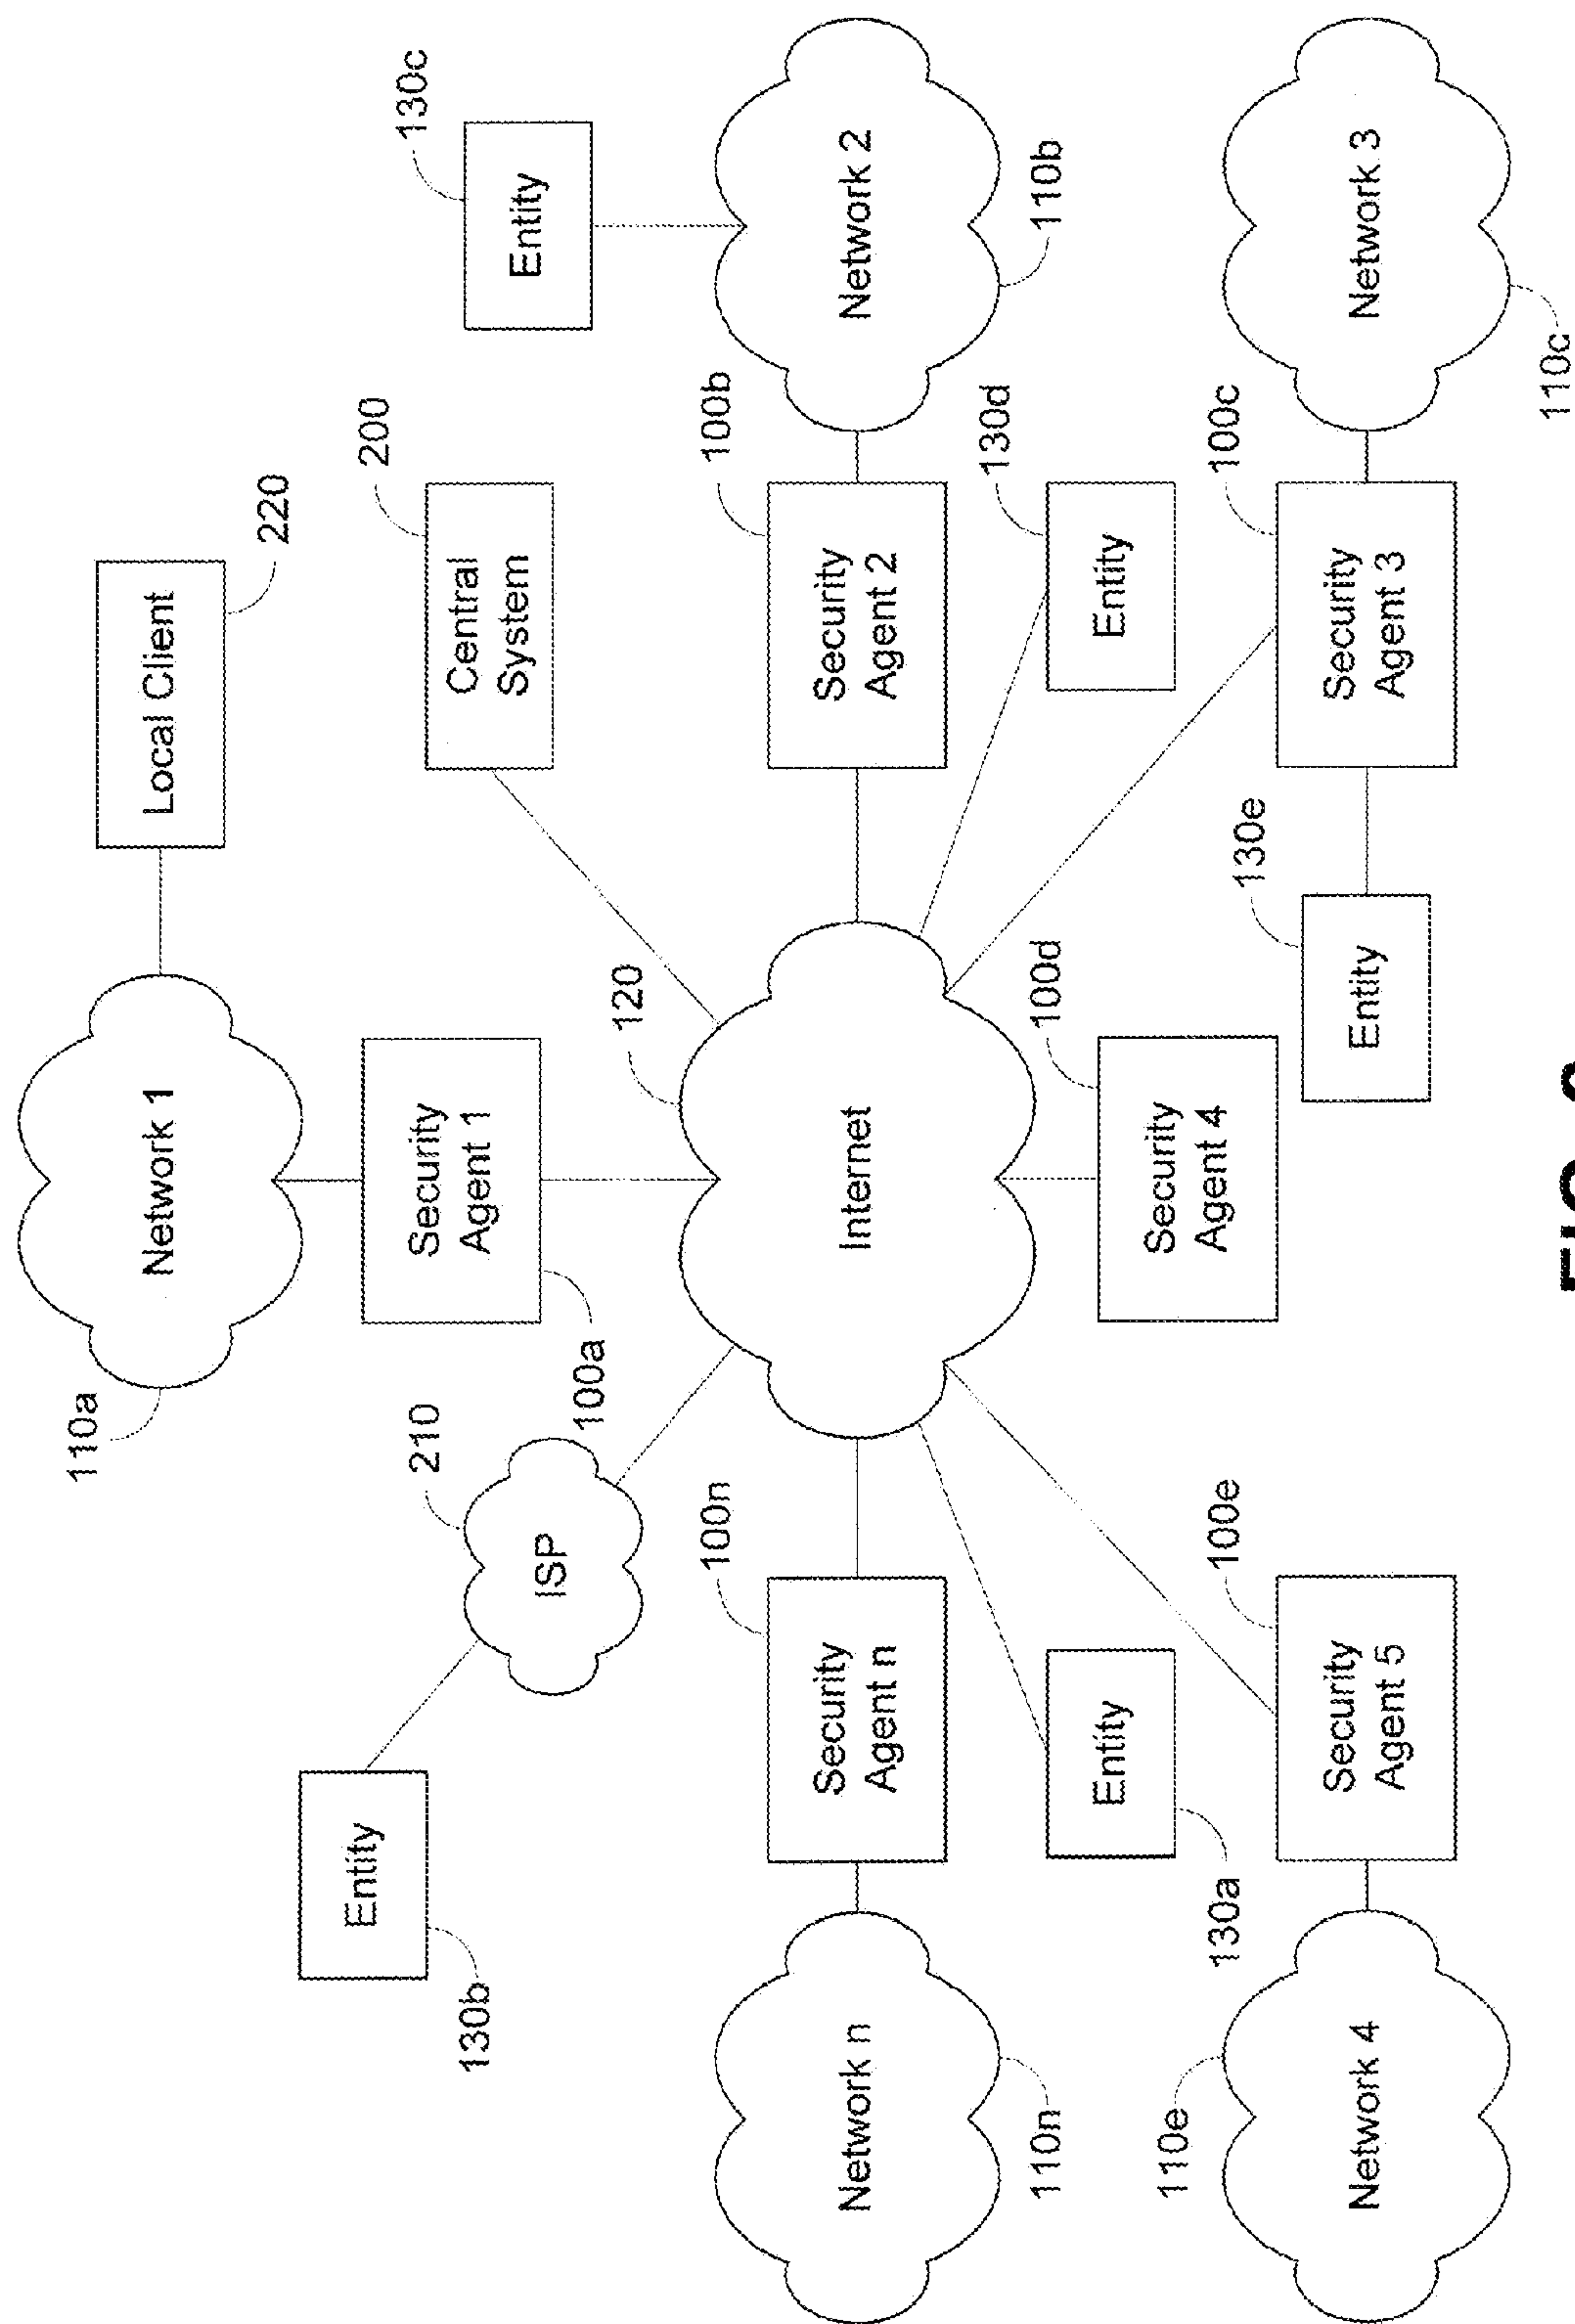 110a
Network 1
Local Client
220
Entity
130b
210
ISP
Security
Agent 1
100a
200
Central
System
130c
Entity
120
Internet
100n
Security
Agent n
Network n
110n
100b
Security
Agent 2
Network 2
110b
Entity
130a
100d
Security
Agent 4
130d
Entity
110e
Network 4
100e
Security
Agent 5
130e
Entity
100c
Security
Agent 3
Network 3
110c
FIG.